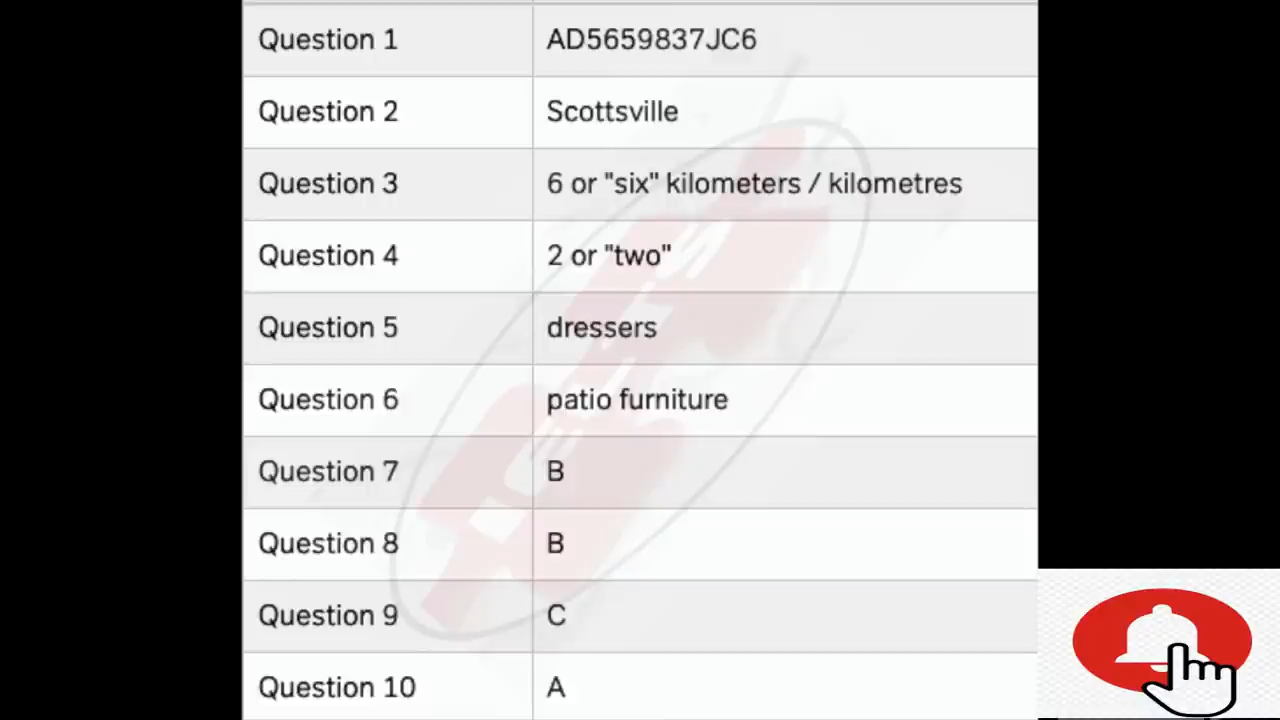 Question 1 AD5659837JC6
Question 2 Scottsville
Question 3 6 or "six" kilometers / kilometres
Question 4 2 or "two"
Question 5 dressers
Question 6 patio furniture
Question 7 B
Question 8 B
Question 9 C
Question 10 A